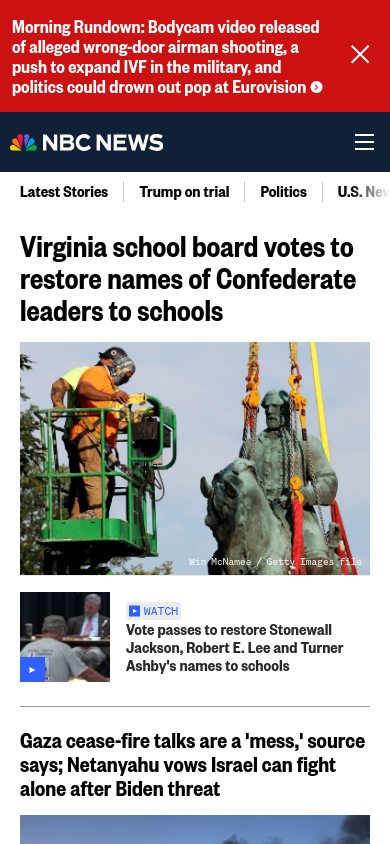 Morning Rundown: Bodycam video released
of alleged wrong-door airman shooting, a
push to expand IVF in the military, and
politics could drown out pop at Eurovision
NBC NEWS
Latest Stories
Trump on trial
Politics
U.S. New
Virginia school board votes to
restore names of Confederate
leaders to schools
Win McNamee / Getty Images file
WATCH
Vote passes to restore Stonewall
Jackson, Robert E. Lee and Turner
Ashby's names to schools
Gaza cease-fire talks are a 'mess,' source
says; Netanyahu vows Israel can fight
alone after Biden threat